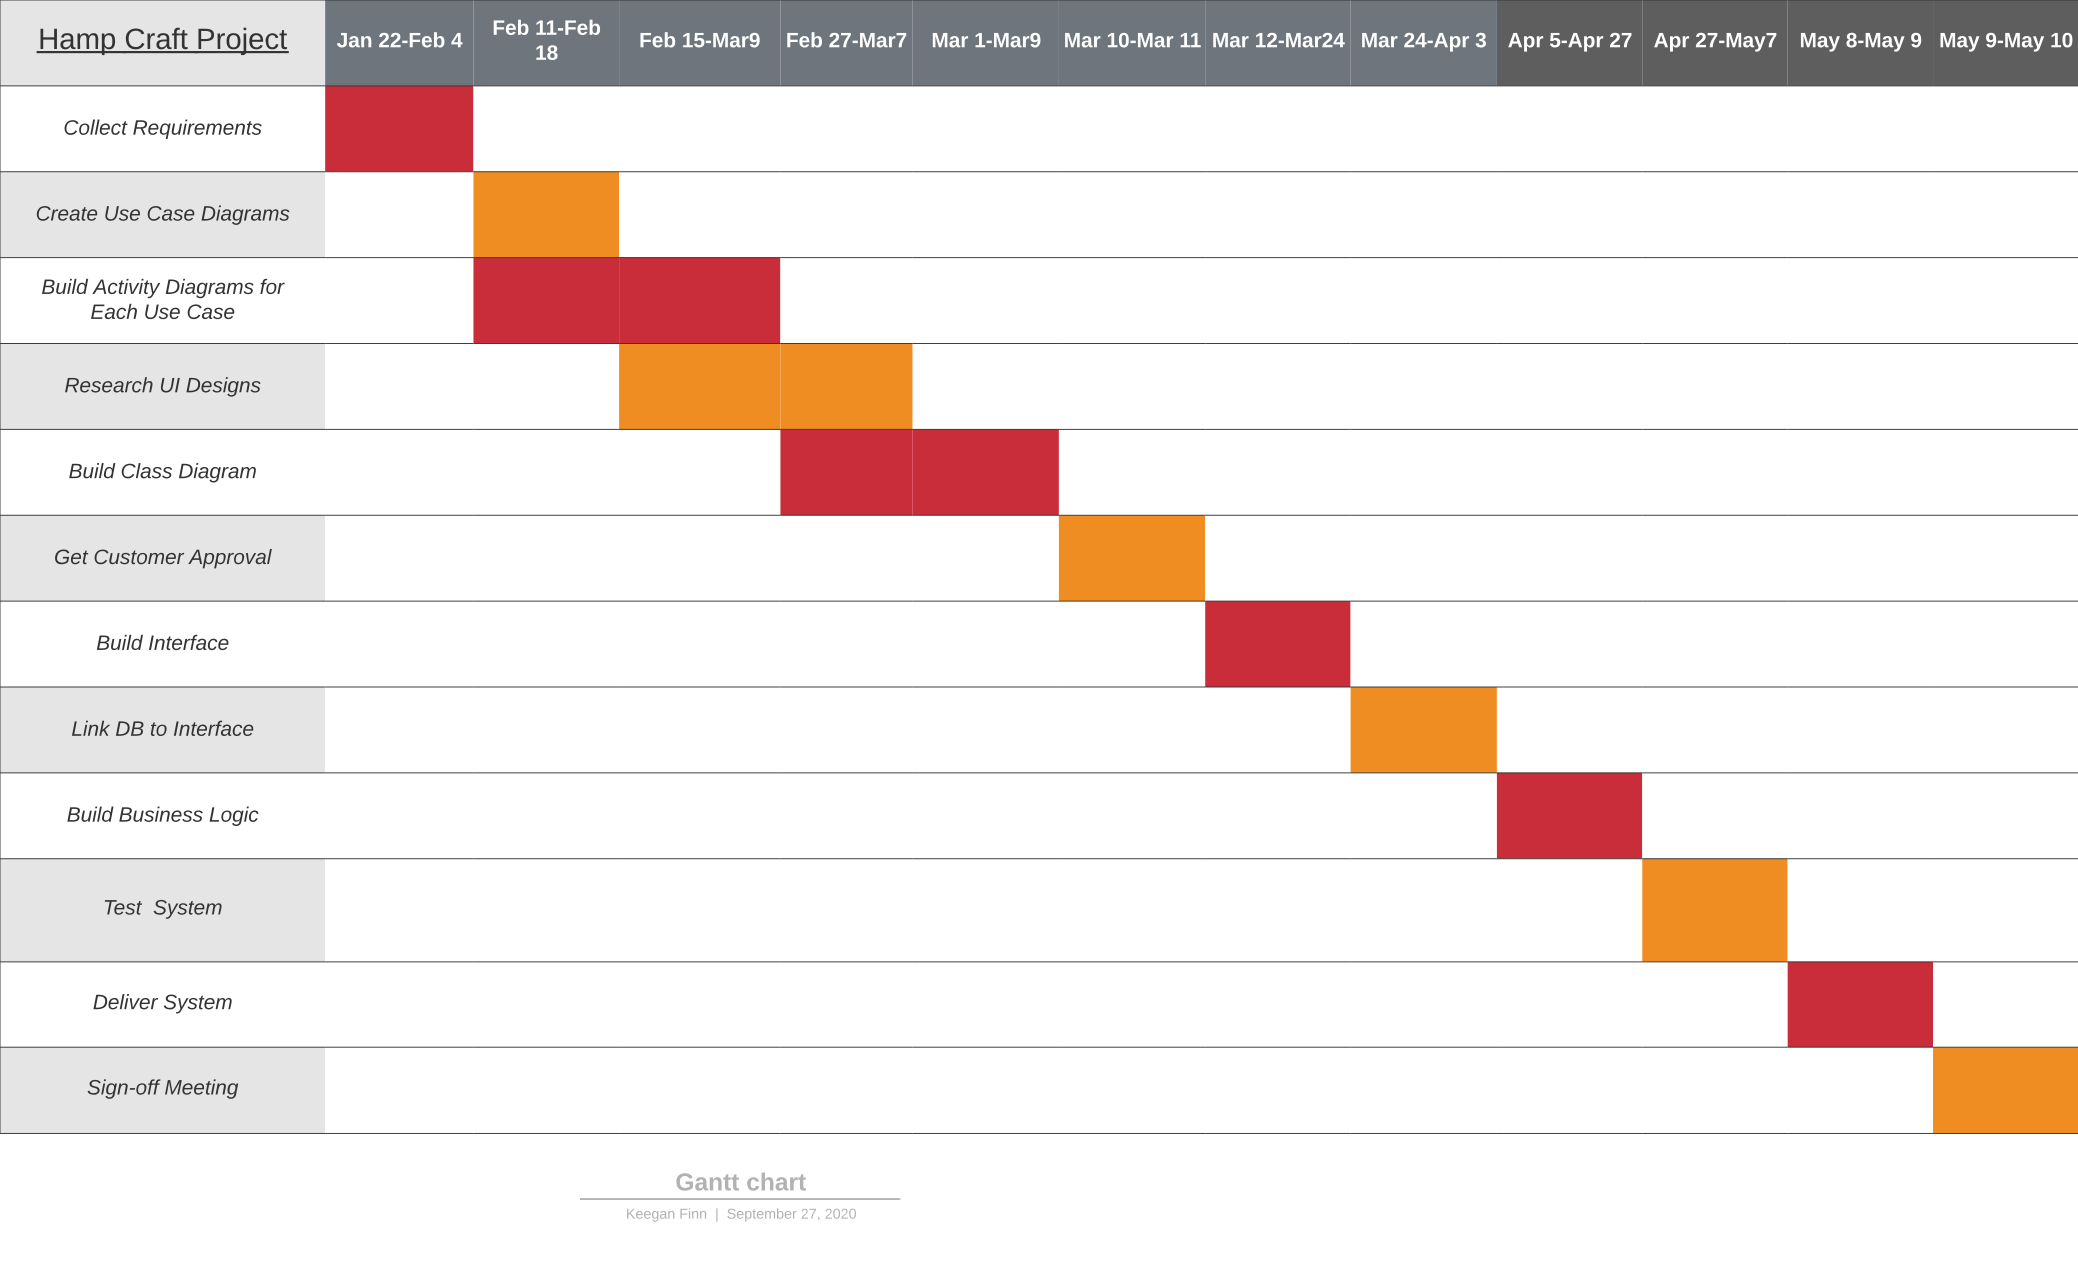 Hamp Craft Project
Jan 22-Feb 4
Feb 11-Feb
18
Feb 15-Mar9
Feb 27-Mar7
Mar 1-Mar9
Mar 10-Mar 11
Mar 12-Mar24
Mar 24-Apr 3
Apr 5-Apr 27
Apr 27-May7
May 8-May 9
May 9-May 10
Collect Requirements
Create Use Case Diagrams
Build Activity Diagrams for
Each Use Case
Research UI Designs
Build Class Diagram
Get Customer Approval
Build Interface
Link DB to Interface
Build Business Logic
Test  System
Deliver System
Sign-off Meeting
Gantt chart
Keegan Finn  |  September 27, 2020